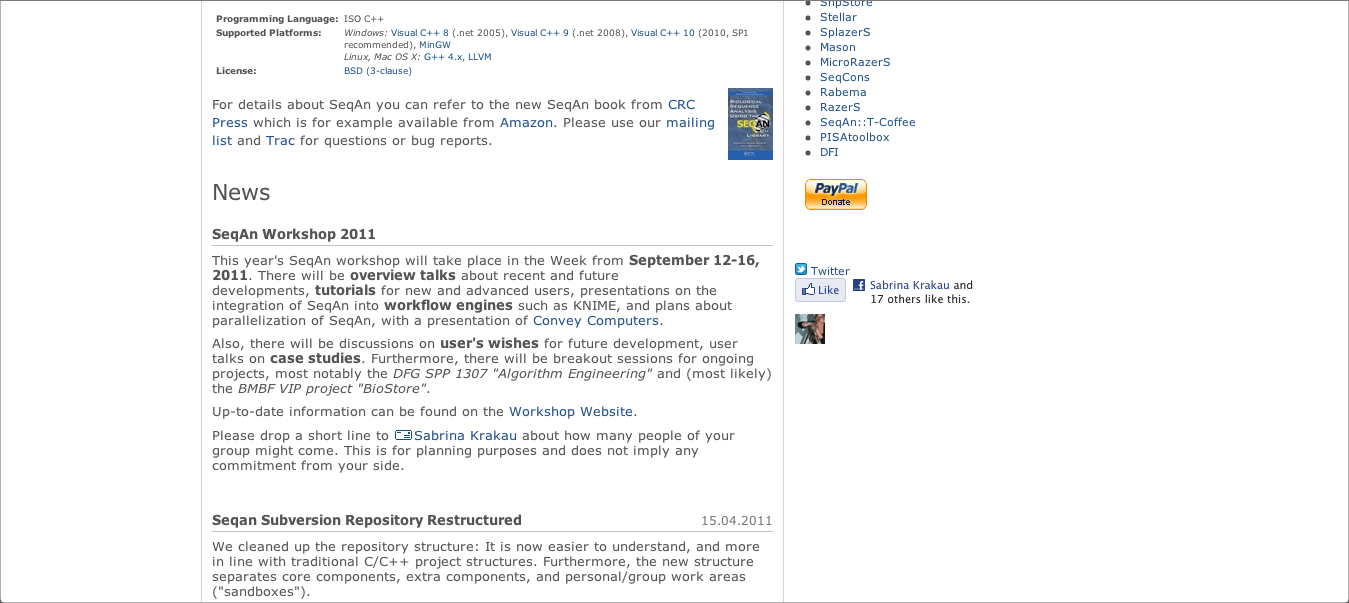 Programming Language: ISO C++
Supported Platforms: Windows: Visual C++ 8 (.net 2005), Visual C++ 9 (.net 2008), Visual C++ 10 (2010, SP1
recommended), MinGW
Linux, Mac OS X: G++ 4.x, LLVM
License: BSD (3-clause)
For details about SeqAn you can refer to the new SeqAn book from CRC
Press which is for example available from Amazon. Please use our mailing
list and Trac for questions or bug reports.
BIOLOGICAL
SEQUENCE
ANALYSIS
USING THE
SEQAN
C++
LIBRARY
News
SeqAn Workshop 2011
This year's SeqAn workshop will take place in the Week from September 12-16,
2011. There will be overview talks about recent and future
developments, tutorials for new and advanced users, presentations on the
integration of SeqAn into workflow engines such as KNIME, and plans about
parallelization of SeqAn, with a presentation of Convey Computers.
Also, there will be discussions on user's wishes for future development, user
talks on case studies. Furthermore, there will be breakout sessions for ongoing
projects, most notably the DFG SPP 1307 "Algorithm Engineering" and (most likely)
the BMBF VIP project "BioStore".
Up-to-date information can be found on the Workshop Website.
Please drop a short line to Sabrina Krakau about how many people of your
group might come. This is for planning purposes and does not imply any
commitment from your side.
Seqan Subversion Repository Restructured 15.04.2011
We cleaned up the repository structure: It is now easier to understand, and more
in line with traditional C/C++ project structures. Furthermore, the new structure
separates core components, extra components, and personal/group work areas
("sandboxes").
SnpStore
Stellar
SplazerS
Mason
MicroRazerS
SeqCons
Rabema
RazerS
SeqAn::T-Coffee
PISAtoolbox
DFI
PayPal
Donate
Twitter
Like
Sabrina Krakau and
17 others like this.